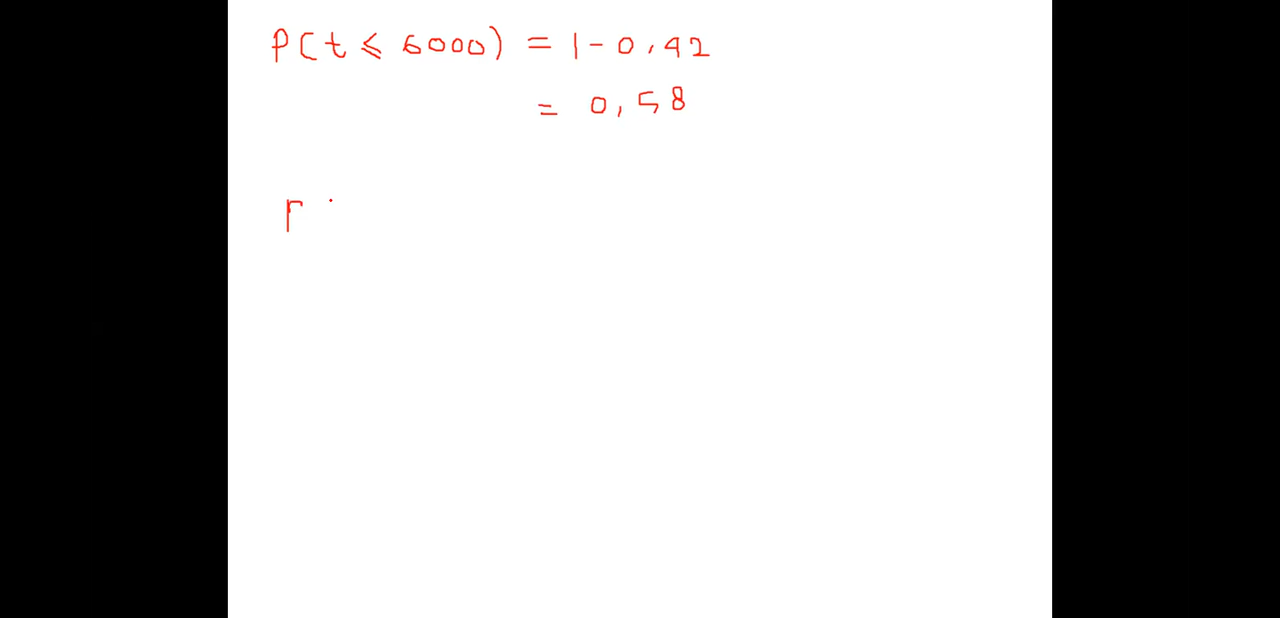 P(t ≤ 6000) = 1 - 0,42
= 0,58